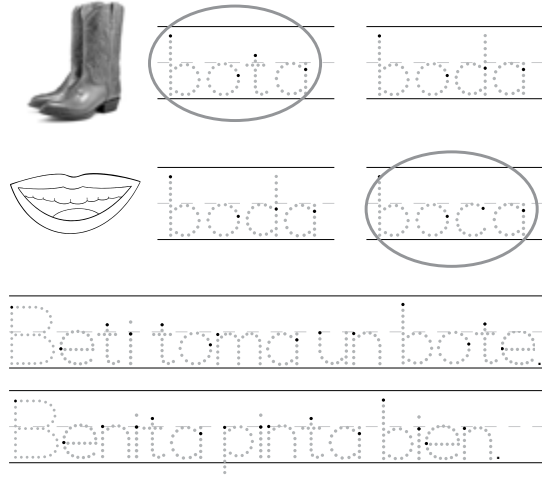 bota boda
boda boca
Beti toma un bote.
Benita pinta bien.